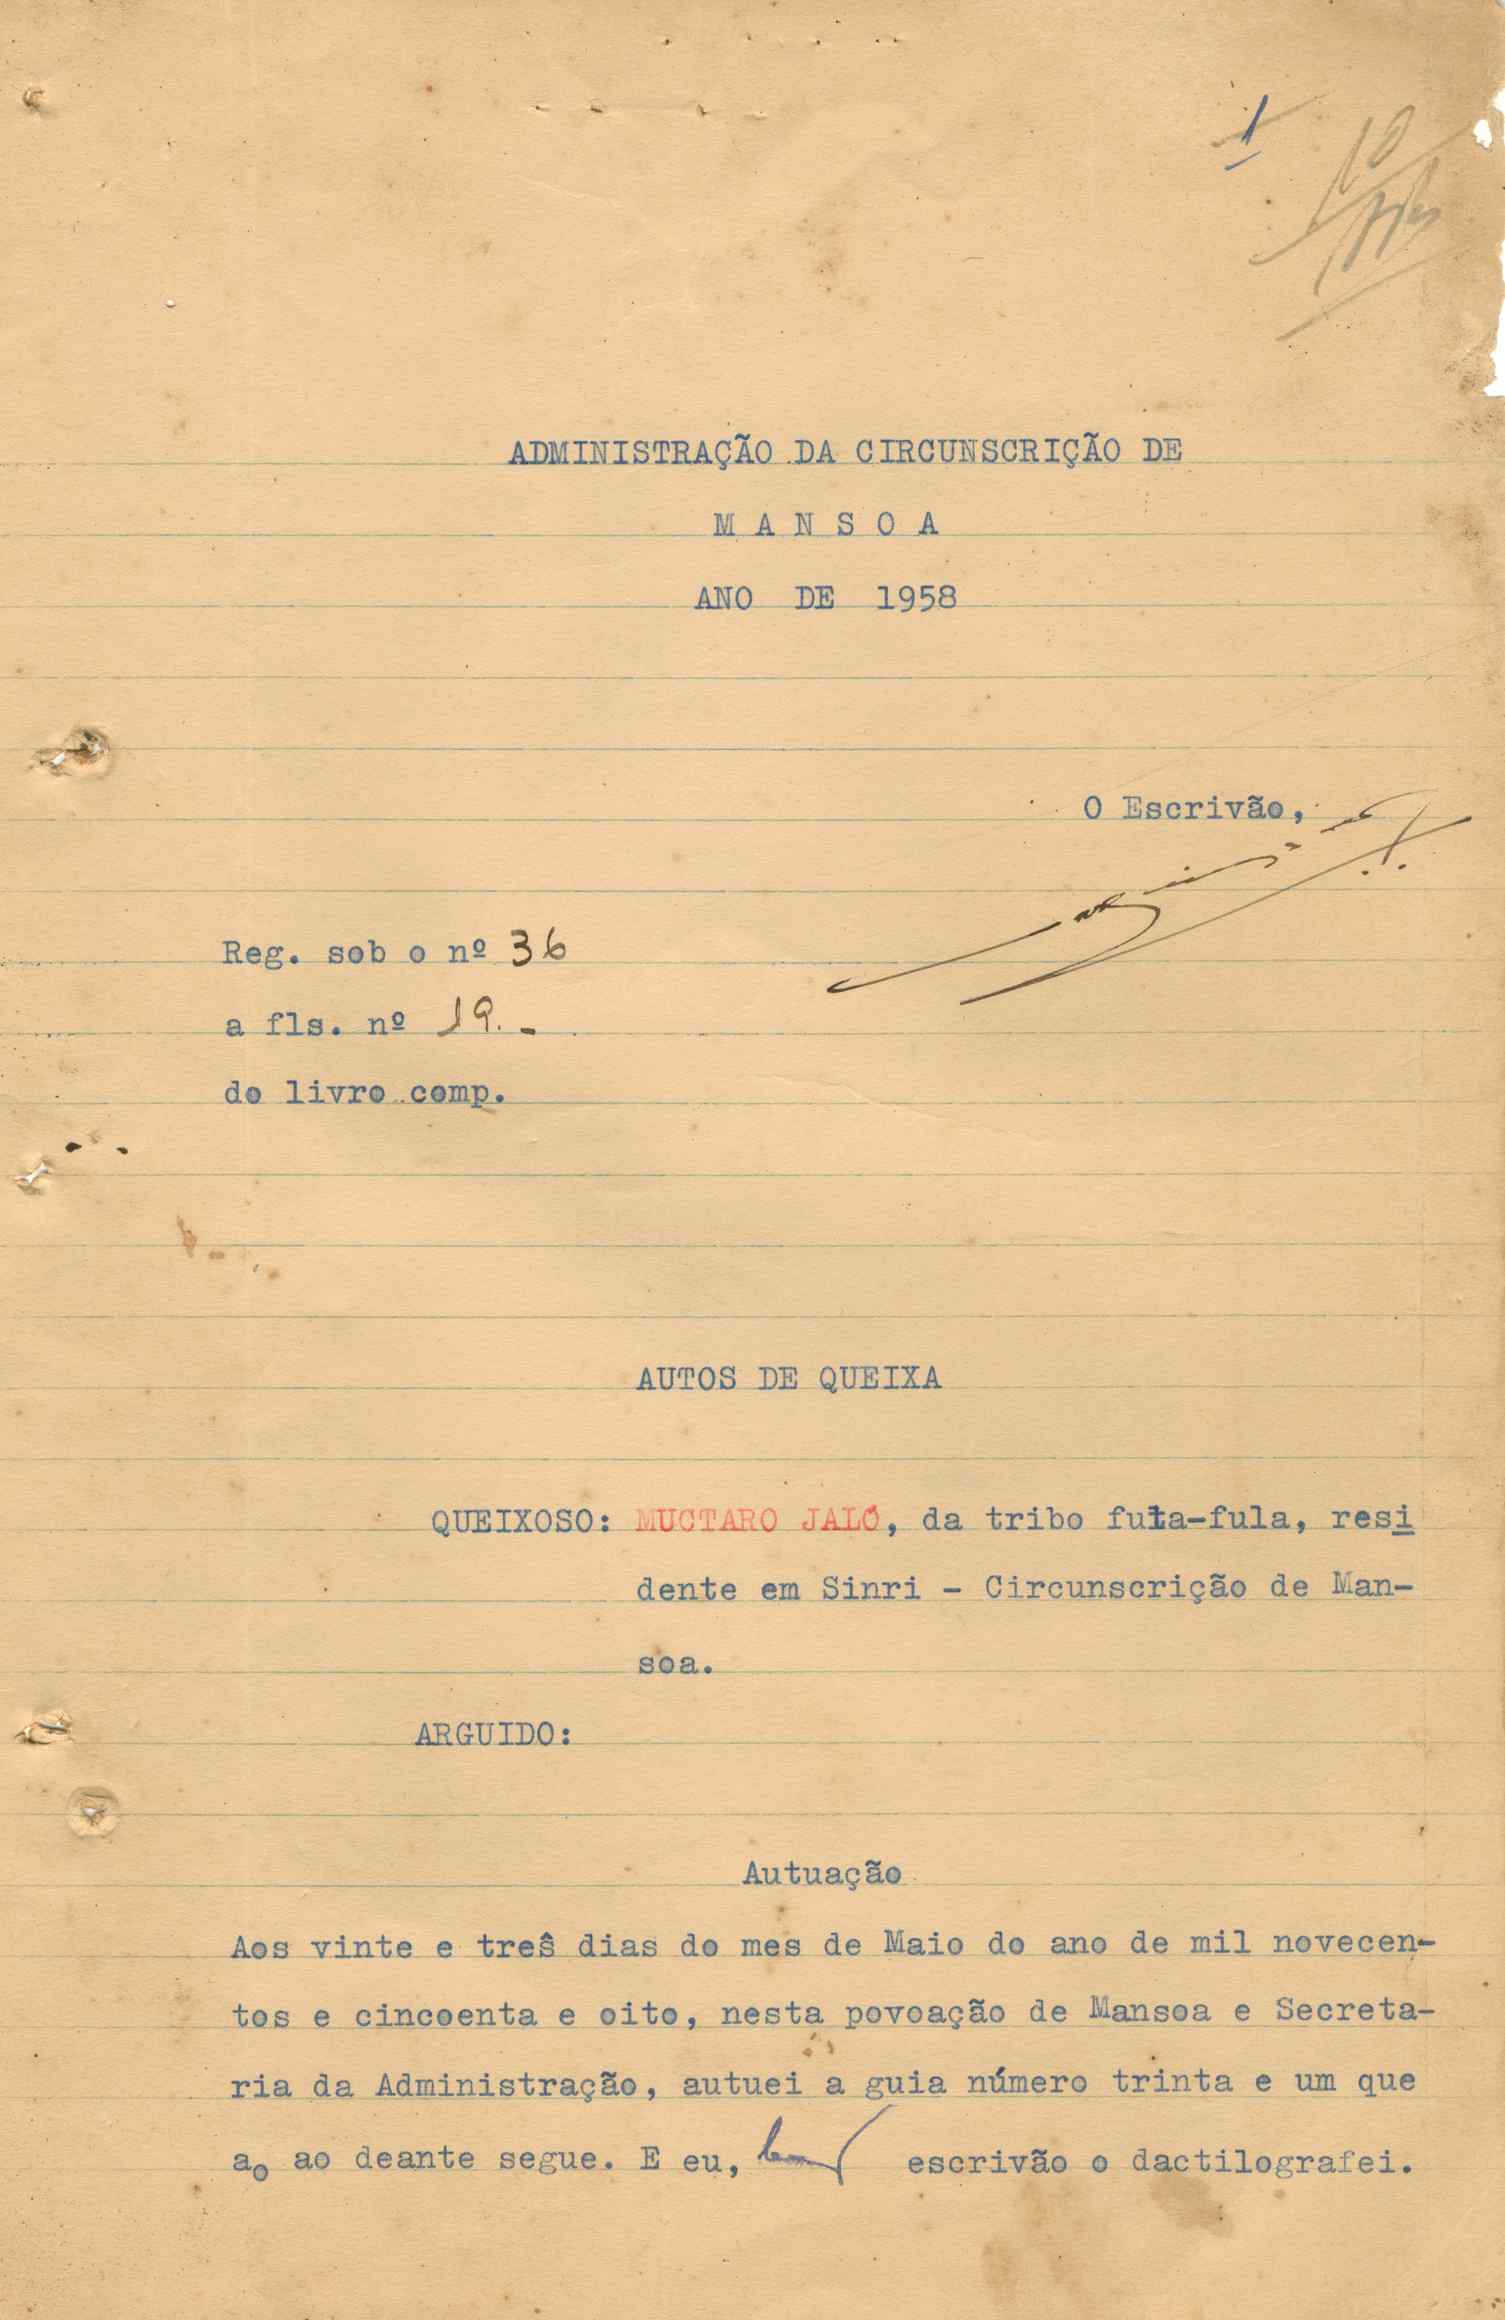 1
10
ADMINISTRAÇÃO DA CIRCUNSCRIÇÃO DE
M A N S O A
ANO DE 1958
O Escrivão,
Reg. sob o nº 36
a fls. nº 19.-
do livro comp.
AUTOS DE QUEIXA
QUEIXOSO: MUCTARO JALÓ, da tribo futa-fula, resi
dente em Sinri - Circunscrição de Man-
soa.
ARGUIDO:
Autuação
Aos vinte e três dias do mes de Maio do ano de mil novecen-
tos e cincoenta e oito, nesta povoação de Mansoa e Secreta-
ria da Administração, autuei a guia número trinta e um que
ao ao deante segue. E eu, escrivão o dactilografei.